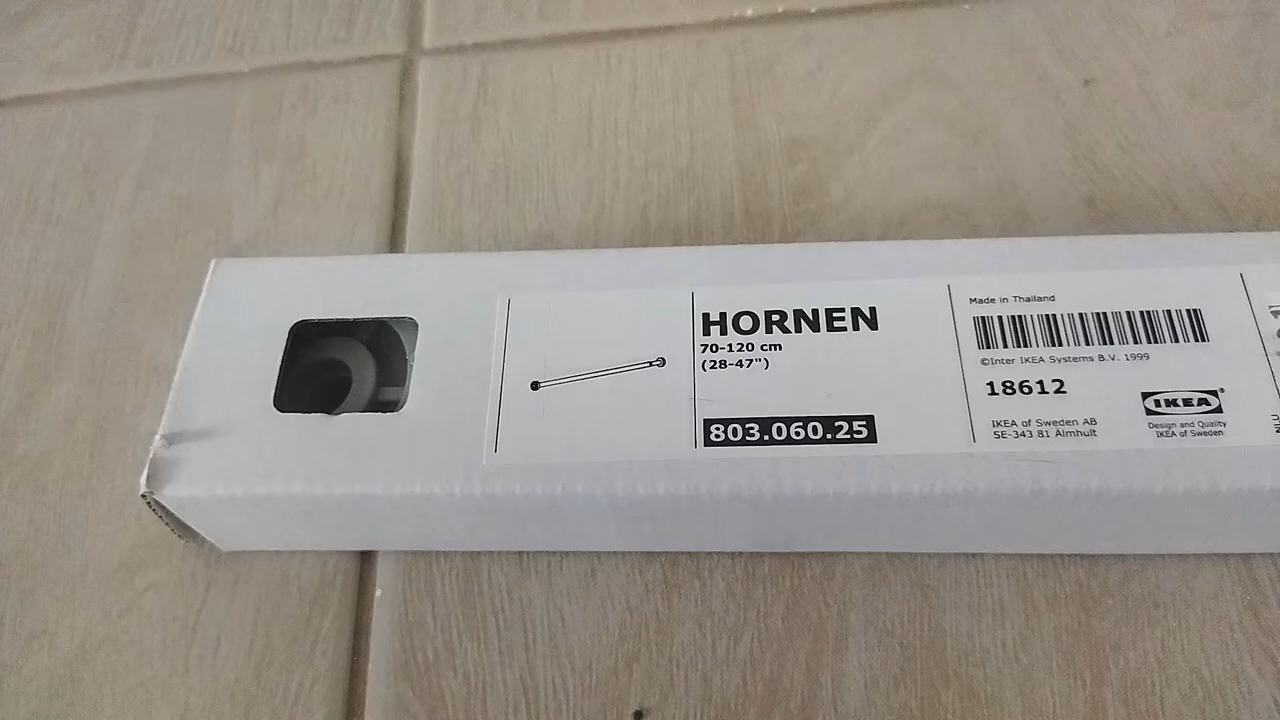 HORNEN
70-120 cm
(28-47")
803.060.25
Made in Thailand
©Inter IKEA Systems B.V. 1999
18612
IKEA of Sweden AB
SE-343 81 Älmhult
IKEA®
Design and Quality
IKEA of Sweden